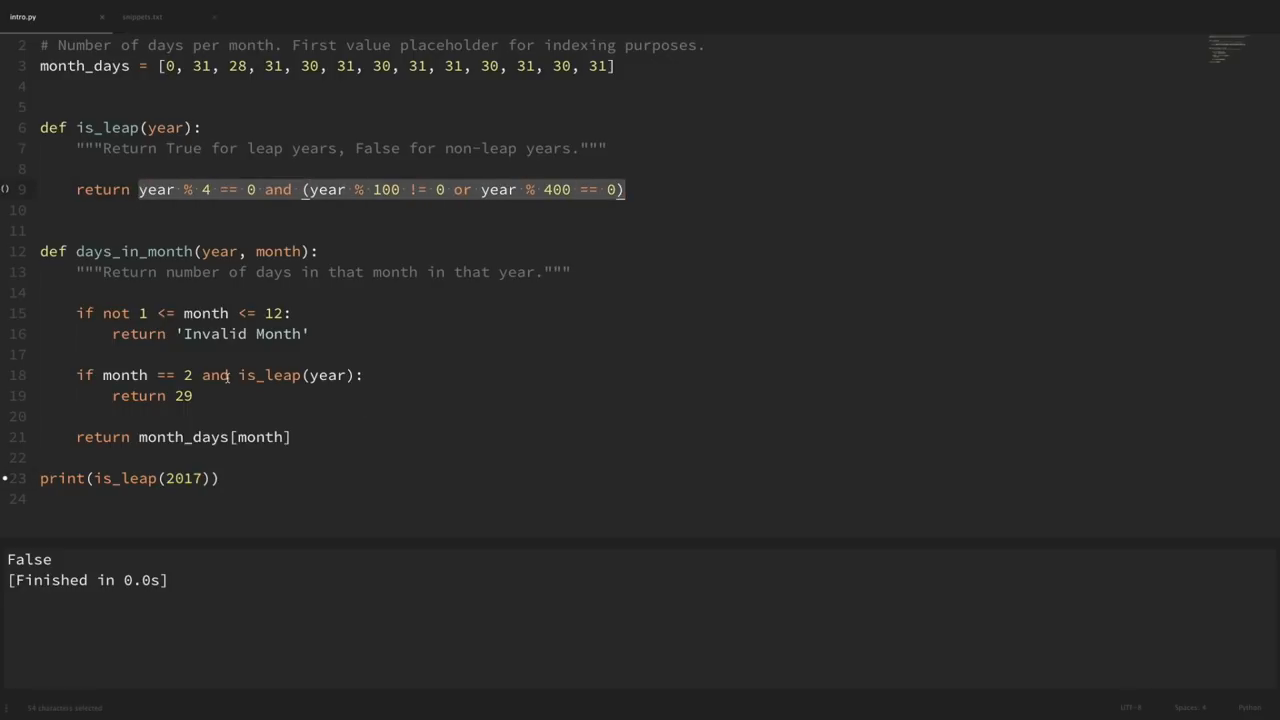 intro.py × snippets.txt ×
2 # Number of days per month. First value placeholder for indexing purposes.
3 month_days = [0, 31, 28, 31, 30, 31, 30, 31, 31, 30, 31, 30, 31]
4
5
6 def is_leap(year):
7 """Return True for leap years, False for non-leap years."""
8
() 9 return year % 4 == 0 and (year % 100 != 0 or year % 400 == 0)
10
11
12 def days_in_month(year, month):
13 """Return number of days in that month in that year."""
14
15 if not 1 <= month <= 12:
16 return 'Invalid Month'
17
18 if month == 2 and is_leap(year):
19 return 29
20
21 return month_days[month]
22
23 print(is_leap(2017))
24
False
[Finished in 0.0s]
54 characters selected UTF-8 Spaces: 4 Python